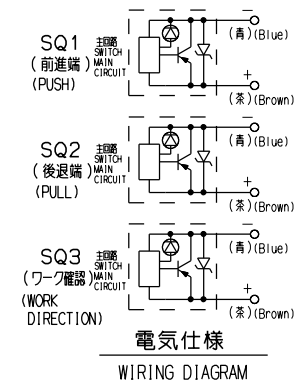 SQ1
(前進端)
(PUSH)
主回路
SWITCH
MAIN
CIRCUIT
−
(青)(Blue)
+
(茶)(Brown)
SQ2
(後退端)
(PULL)
主回路
SWITCH
MAIN
CIRCUIT
−
(青)(Blue)
+
(茶)(Brown)
SQ3
(ワーク確認)
(WORK
DIRECTION)
主回路
SWITCH
MAIN
CIRCUIT
−
(青)(Blue)
+
(茶)(Brown)
電気仕様
WIRING DIAGRAM